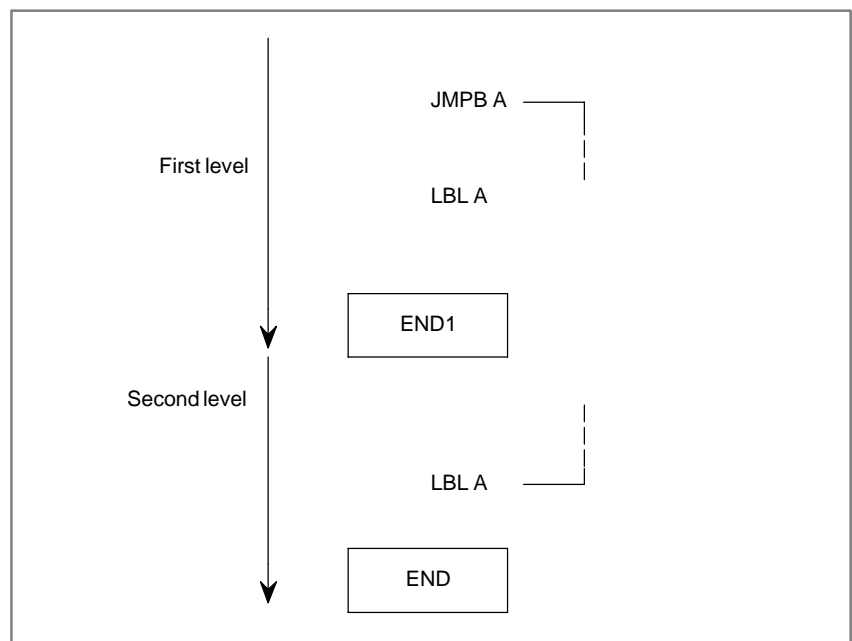 JMPB A
First level
LBL A
END1
Second level
LBL A
END